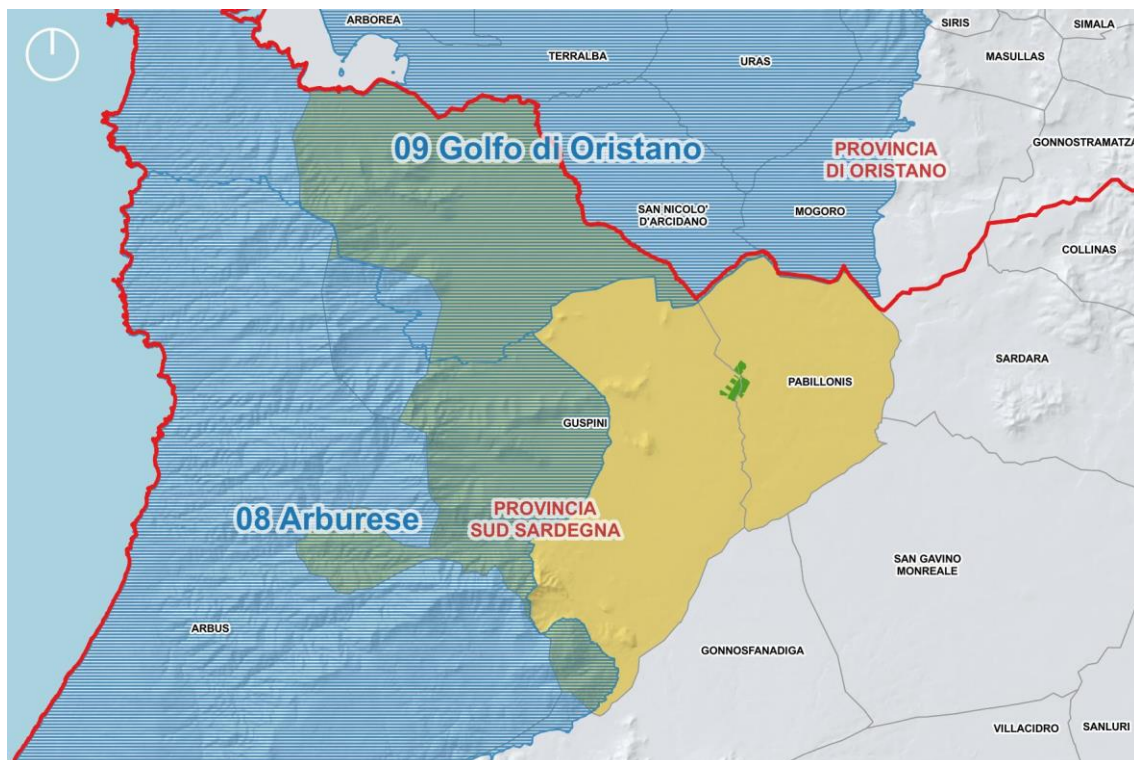 ARBOREA
SIRIS
SIMALA
TERRALBA
URAS
MASULLAS
09 Golfo di Oristano
PROVINCIA
DI ORISTANO
GONNOSTRAMATZA
SAN NICOLO'
D'ARCIDANO
MOGORO
COLLINAS
SARDARA
PABILLONIS
GUSPINI
08 Arburese
PROVINCIA
SUD SARDEGNA
SAN GAVINO
MONREALE
ARBUS
GONNOSFANADIGA
VILLACIDRO
SANLURI